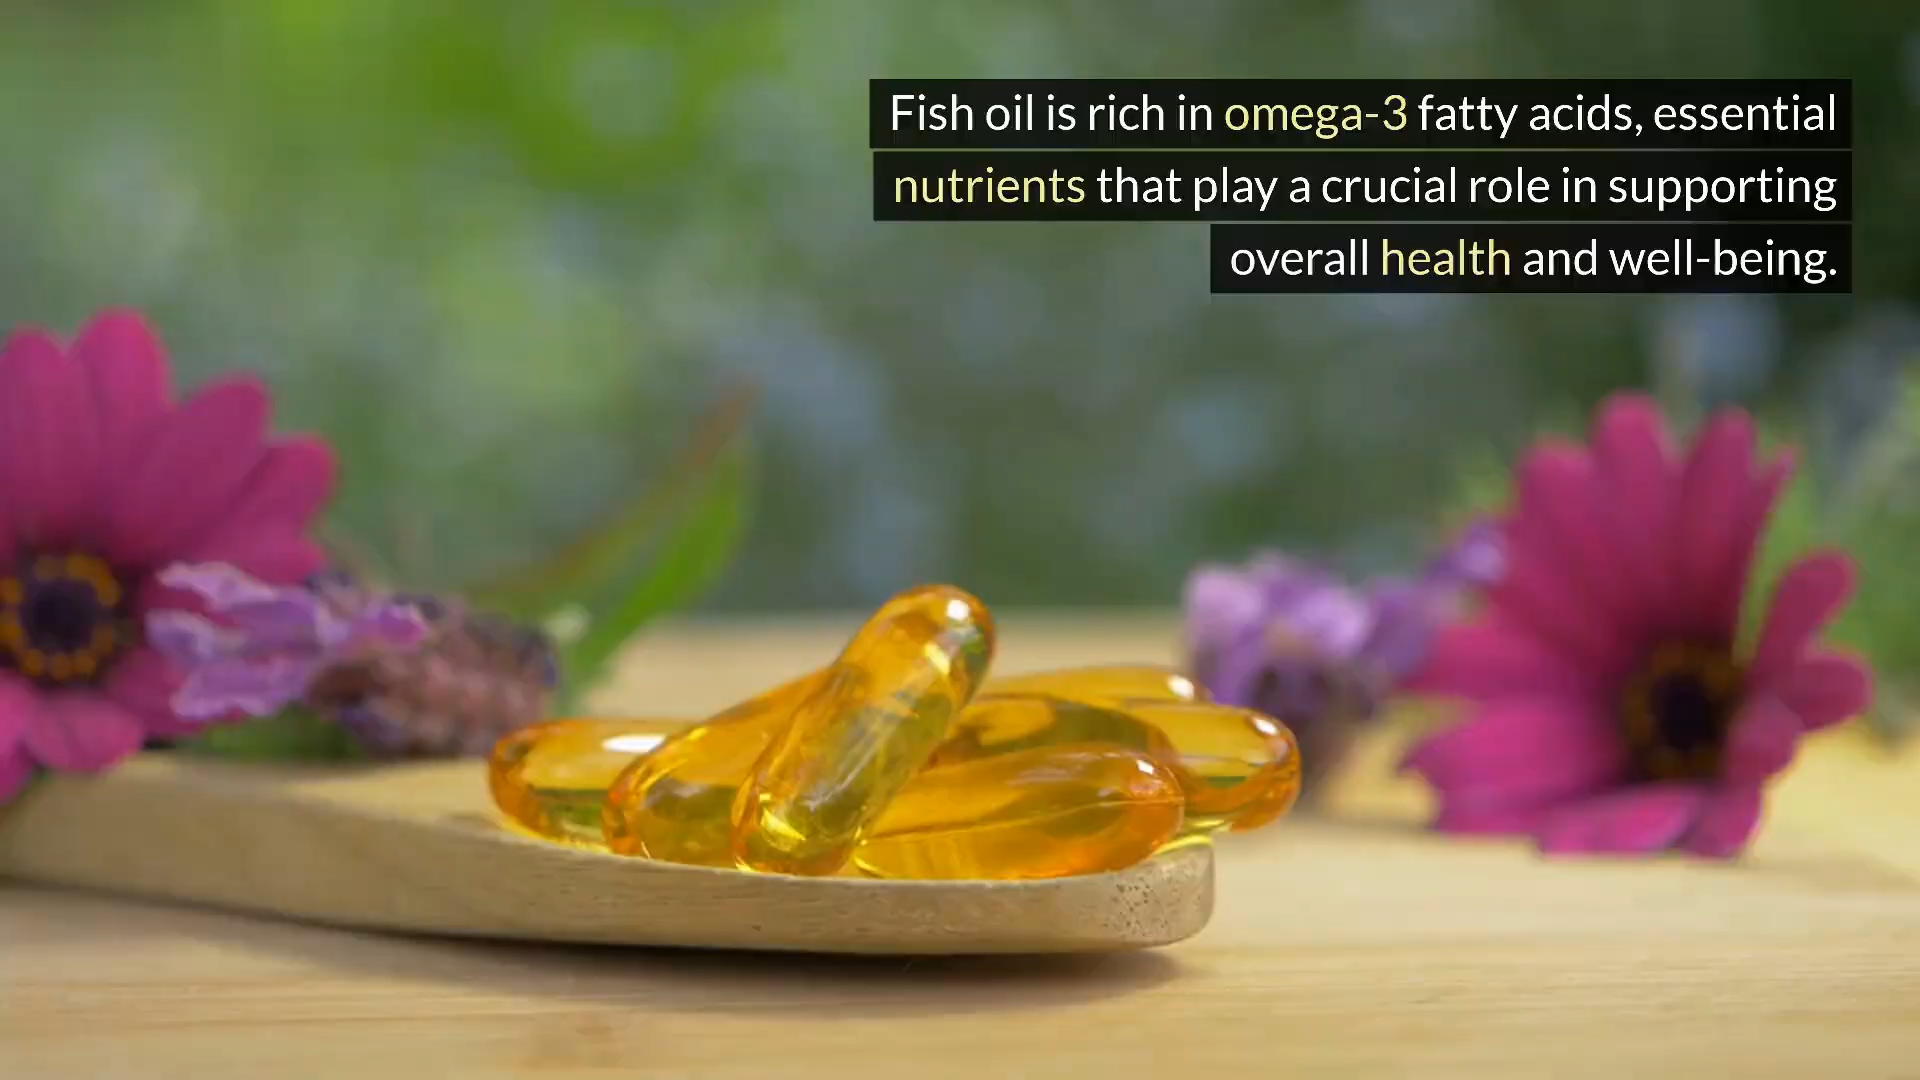 Fish oil is rich in omega-3 fatty acids, essential
nutrients that play a crucial role in supporting
overall health and well-being.